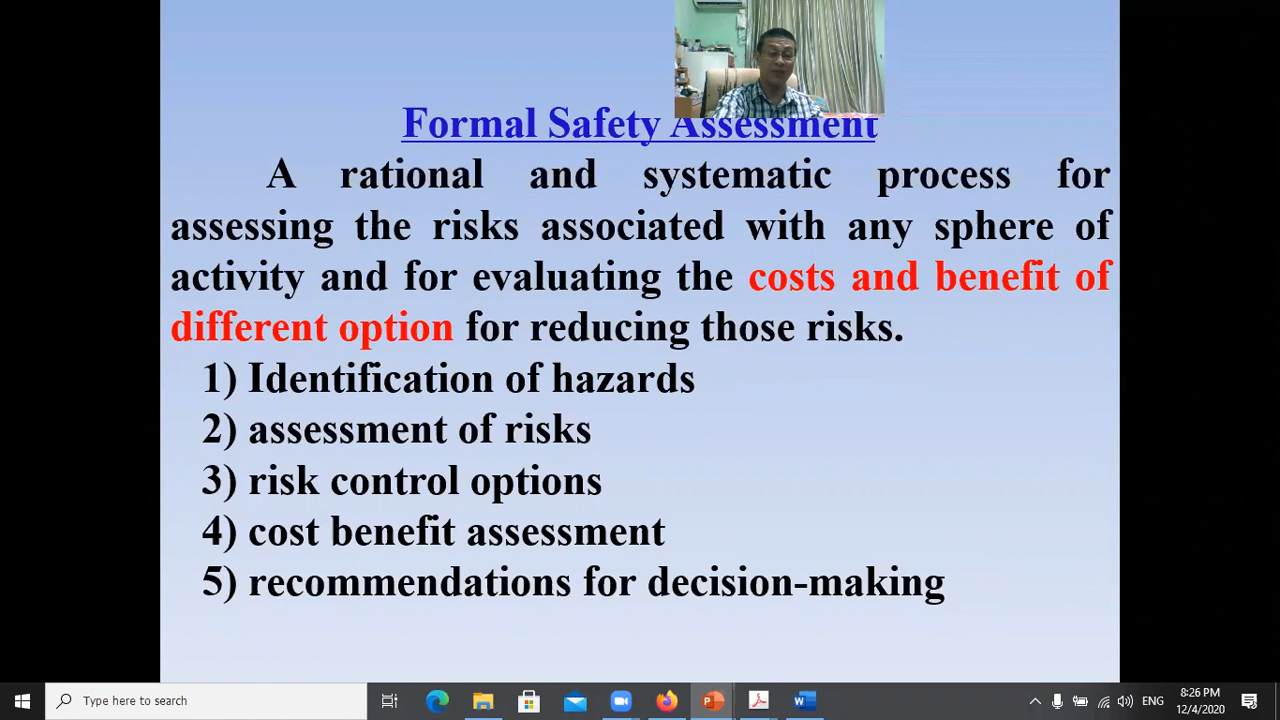 Formal Safety Assessment
A rational and systematic process for
assessing the risks associated with any sphere of
activity and for evaluating the costs and benefit of
different option for reducing those risks.
1) Identification of hazards
2) assessment of risks
3) risk control options
4) cost benefit assessment
5) recommendations for decision-making
Type here to search
ENG
8:26 PM
12/4/2020